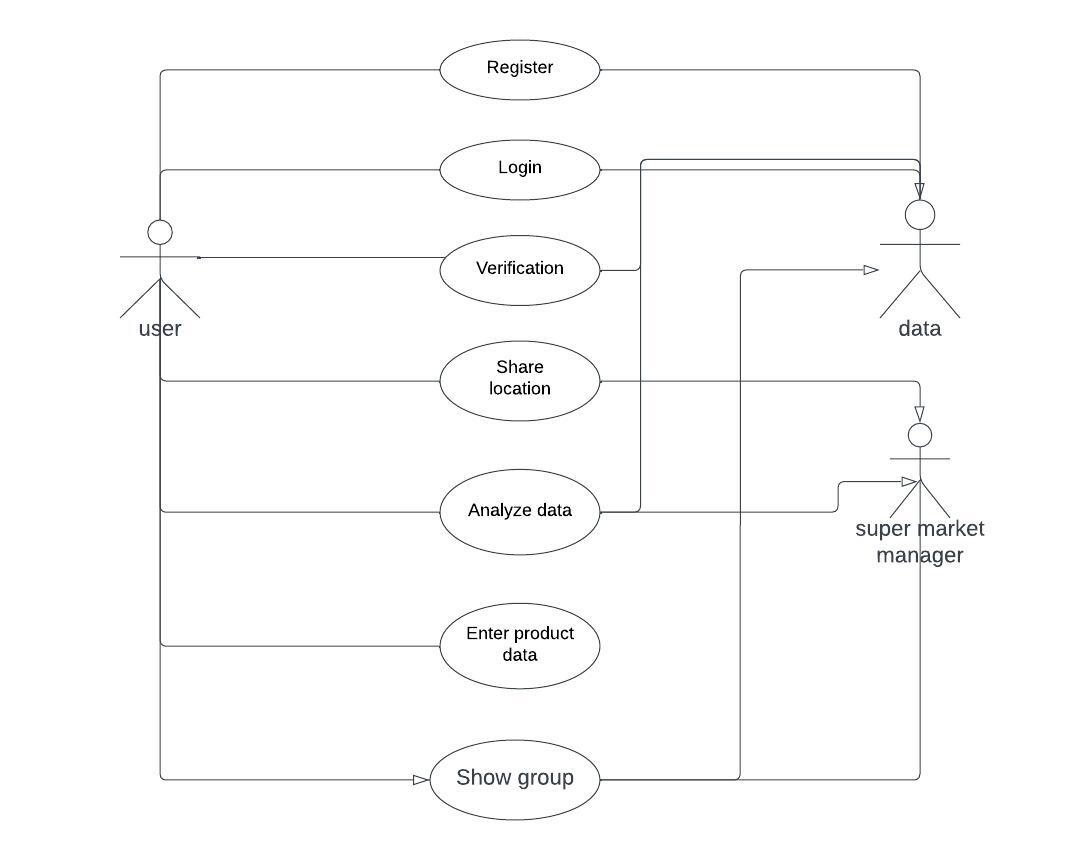 Register
Login
Verification
user
data
Share
location
Analyze data
super market
manager
Enter product
data
Show group